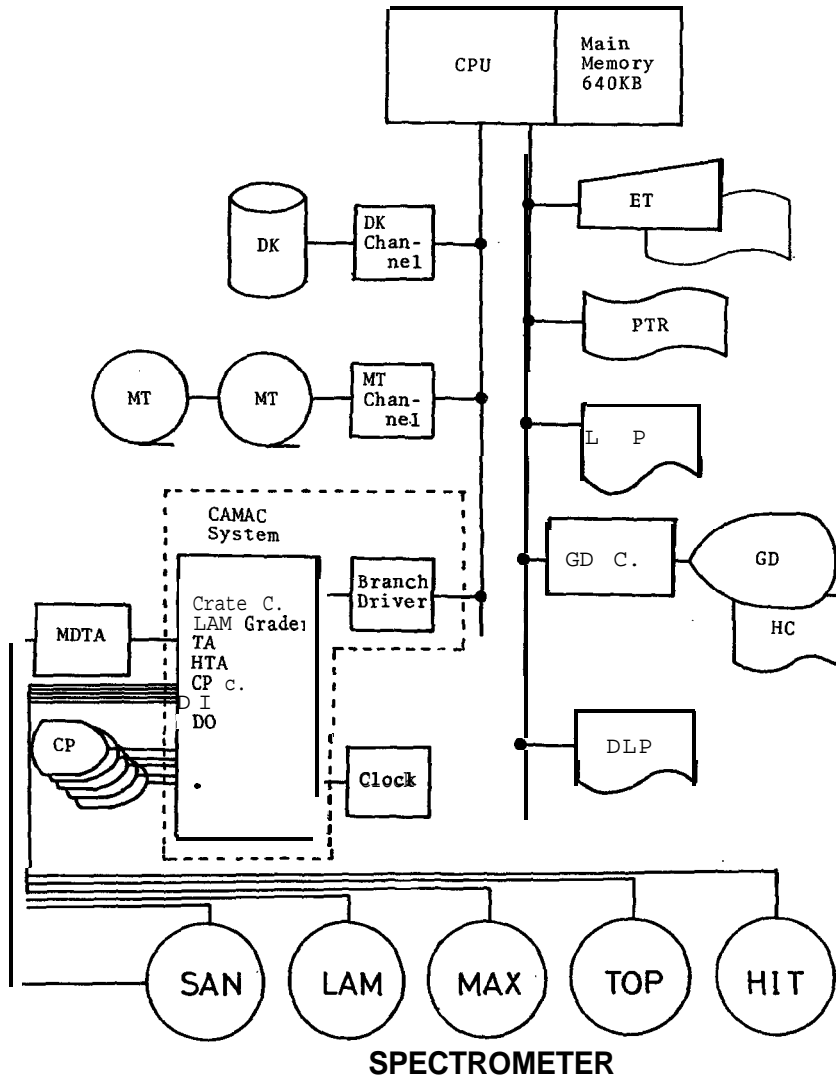 CPU
Main
Memory
640KB
DK
DK
Chan-
nel
ET
PTR
MT
MT
MT
Chan-
nel
L P
CAMAC
System
Branch
Driver
GD C.
GD
HC
MDTA
Crate C.
LAM Grader
TA
HTA
CP c.
D I
DO
CP
Clock
DLP
SAN
LAM
MAX
TOP
HIT
SPECTROMETER